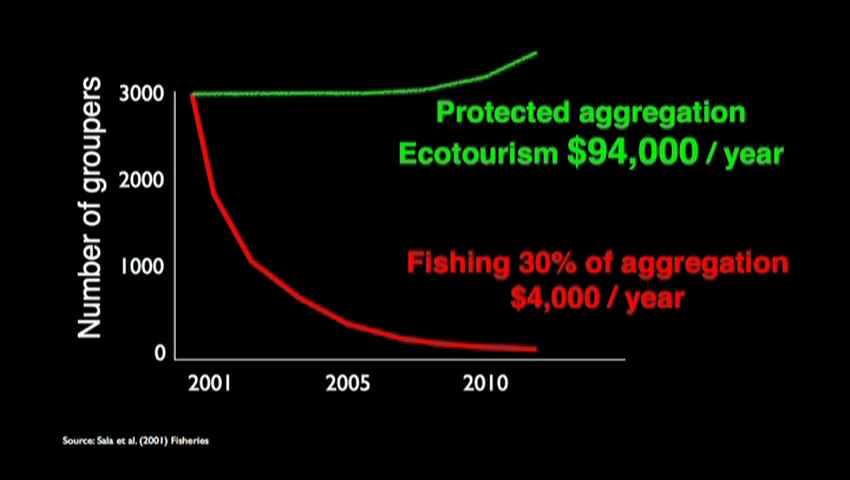 Number of groupers
3000
2000
1000
0
Protected aggregation
Ecotourism $94,000 / year
Fishing 30% of aggregation
$4,000 / year
2001
2005
2010
Source: Sala et al. (2001) Fisheries